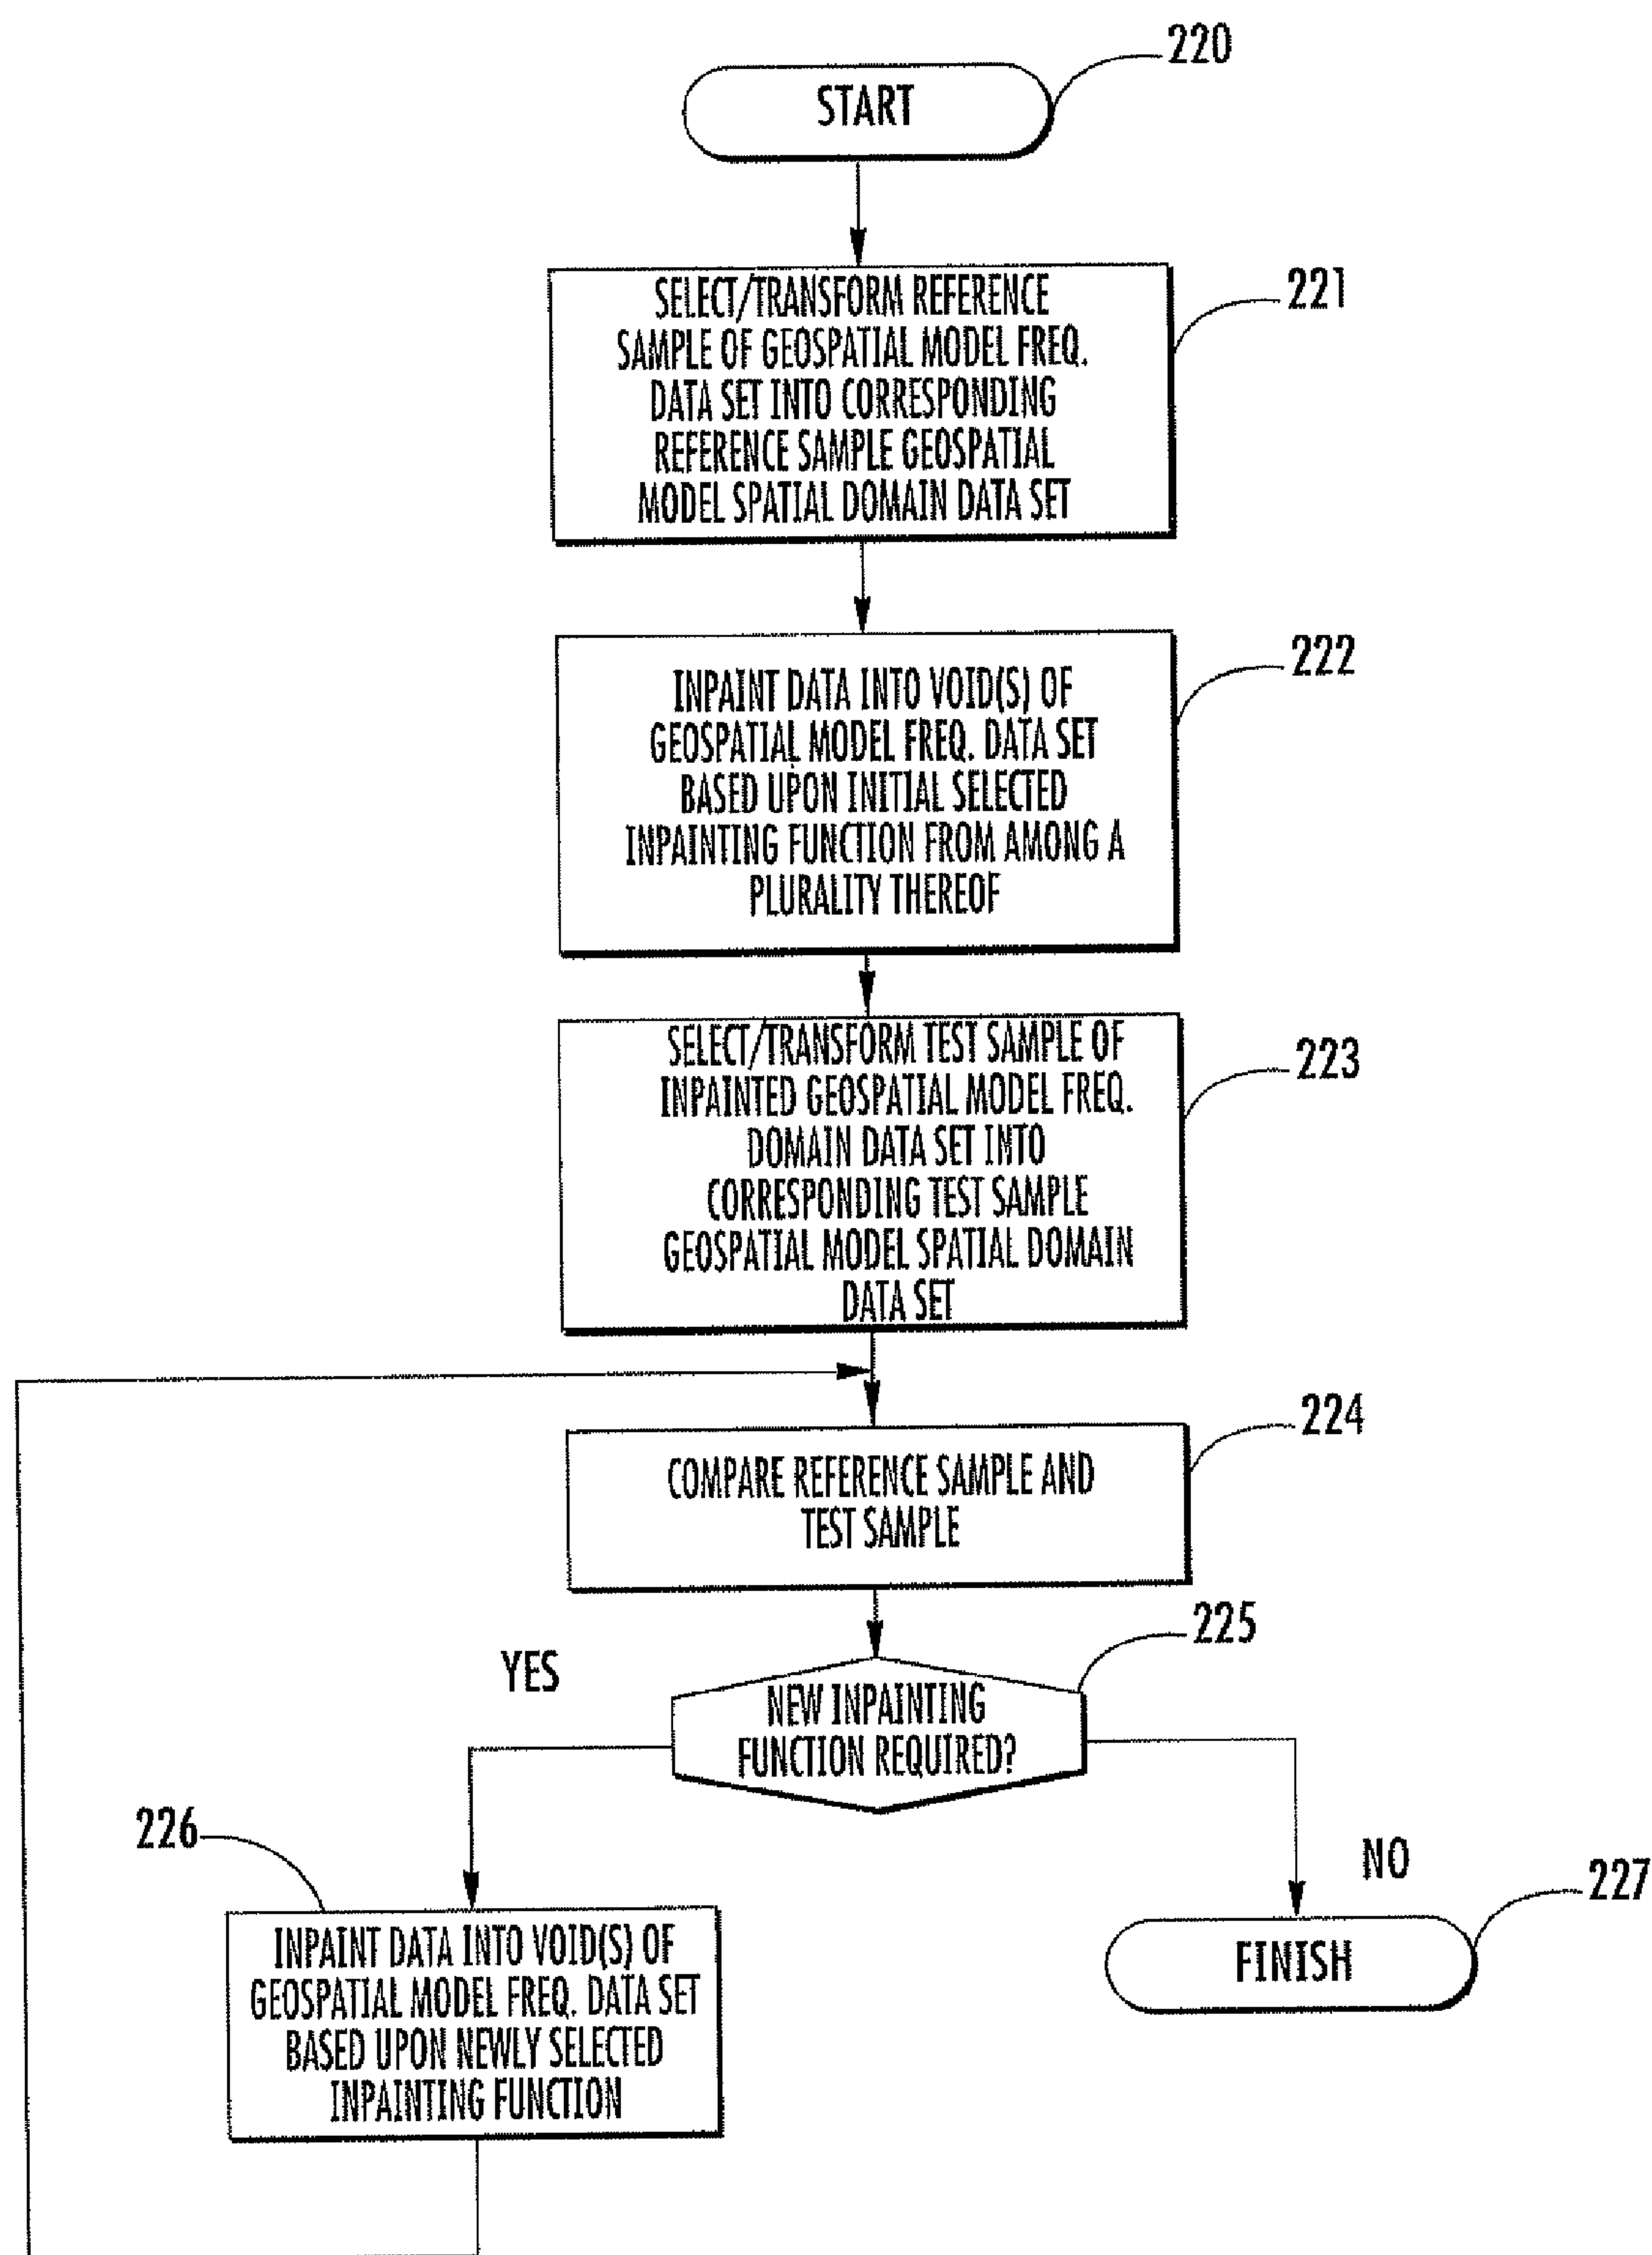 220
START
221
SELECT/TRANSFORM REFERENCE
SAMPLE OF GEOSPATIAL MODEL FREQ.
DATA SET INTO CORRESPONDING
REFERENCE SAMPLE GEOSPATIAL
MODEL SPATIAL DOMAIN DATA SET
222
INPAINT DATA INTO VOID(S) OF
GEOSPATIAL MODEL FREQ. DATA SET
BASED UPON INITIAL SELECTED
INPAINTING FUNCTION FROM AMONG A
PLURALITY THEREOF
223
SELECT/TRANSFORM TEST SAMPLE OF
INPAINTED GEOSPATIAL MODEL FREQ.
DOMAIN DATA SET INTO
CORRESPONDING TEST SAMPLE
GEOSPATIAL MODEL SPATIAL DOMAIN
DATA SET
224
COMPARE REFERENCE SAMPLE AND
TEST SAMPLE
225
YES
NEW INPAINTING
FUNCTION REQUIRED?
226
NO
227
INPAINT DATA INTO VOID(S) OF
GEOSPATIAL MODEL FREQ. DATA SET
BASED UPON NEWLY SELECTED
INPAINTING FUNCTION
FINISH